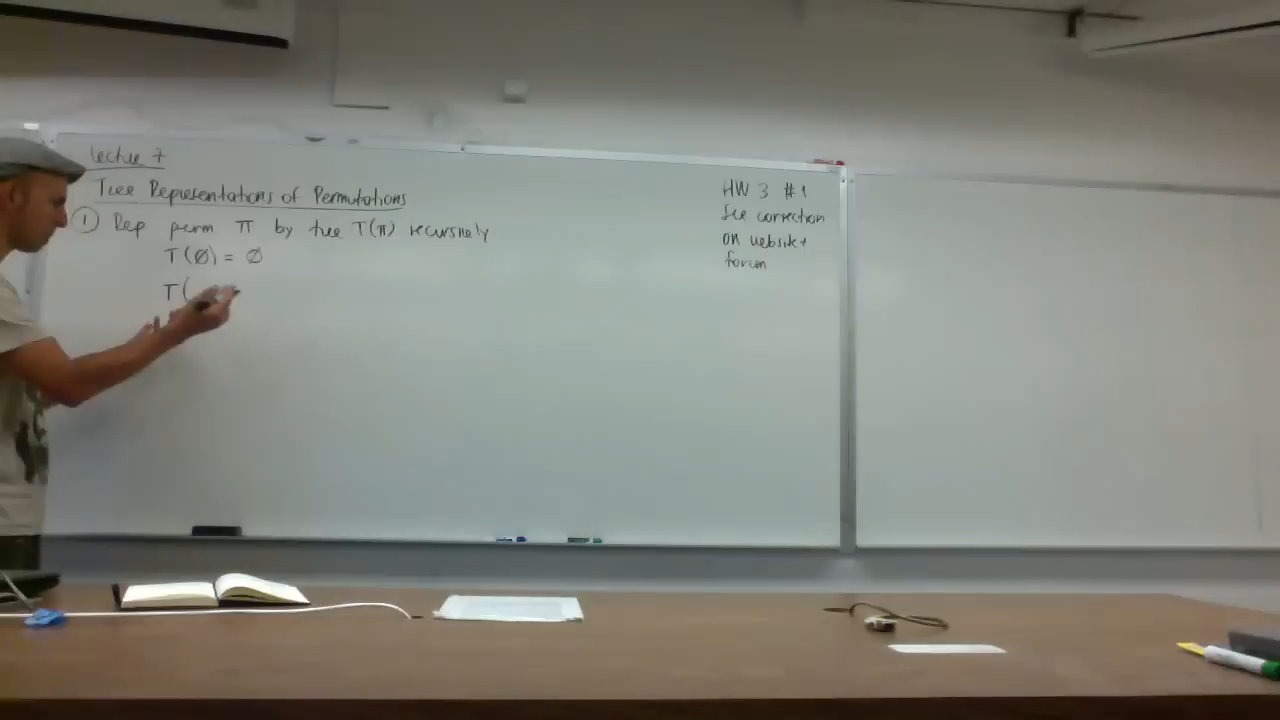 Lecture 7
Tree Representations of Permutations
① Rep perm π by tree T(π) recursively
T(∅) = ∅
T(
HW 3 #1
See correction
on website +
forum